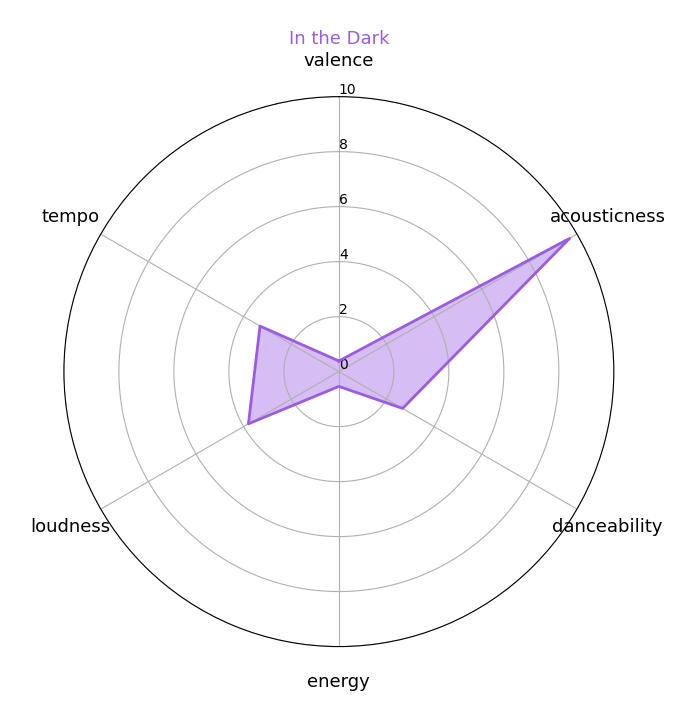 In the Dark
valence
10
8
6
4
2
0
tempo
acousticness
loudness
danceability
energy